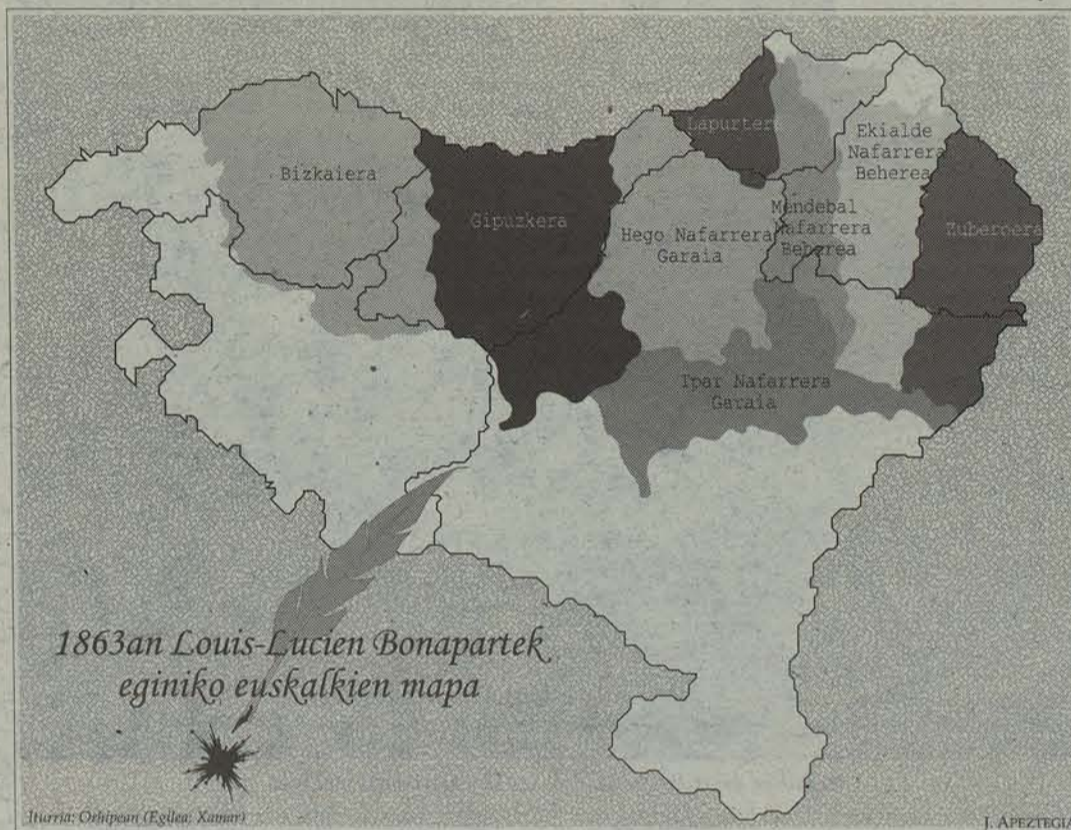 Bizkaiera
Gipuzkera
Lapurtera
Ekialde
Nafarrera
Beherea
Mendebal
Nafarrera
Beherea
Zuberoera
Hego Nafarrera
Garaia
Ipar Nafarrera
Garaia
1863an Louis-Lucien Bonapartek
eginiko euskalkien mapa
Iturria: Orhipean (Egilea: Xamar)
J. APEZTEGIA